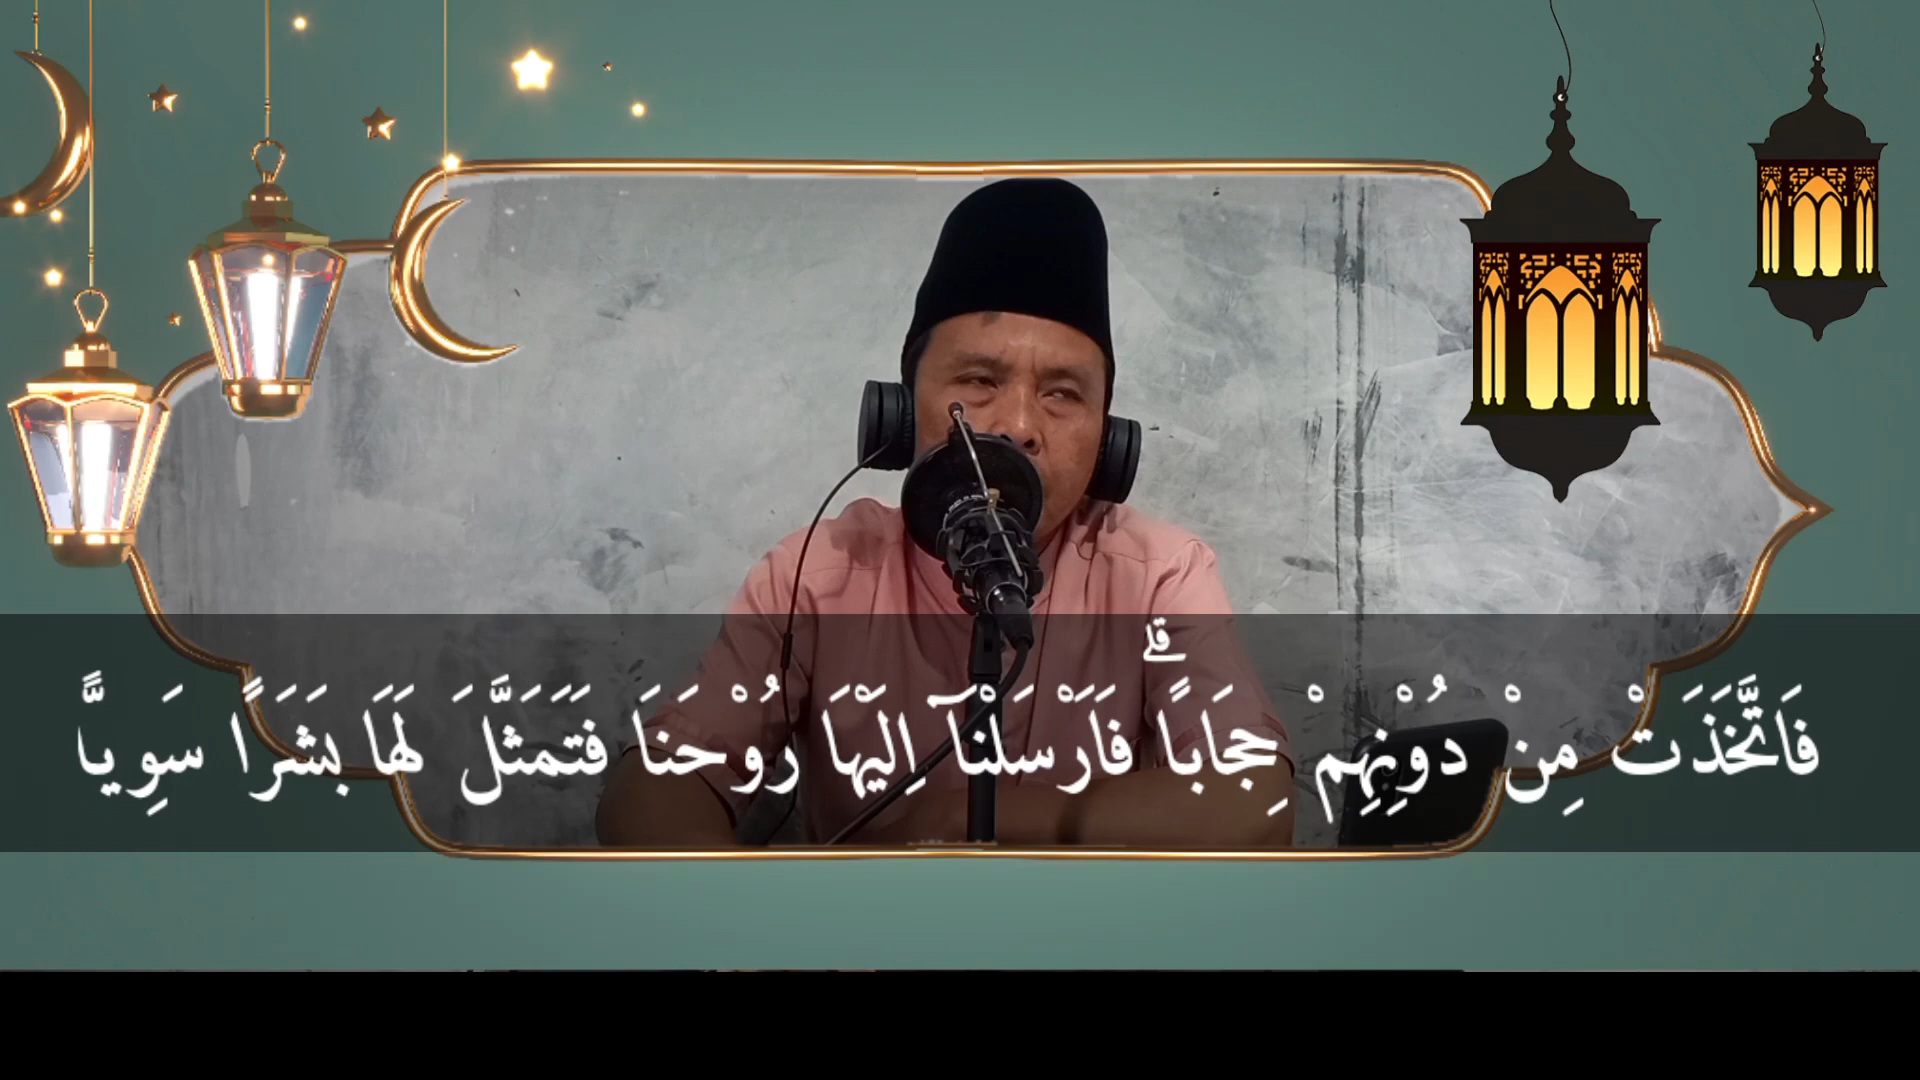 فَاتَّخَذَتْ مِنْ دُوْنِهِمْ حِجَابًاۗ فَاَرْسَلْنَآ اِلَيْهَا رُوْحَنَا فَتَمَثَّلَ لَهَا بَشَرًا سَوِيًّا